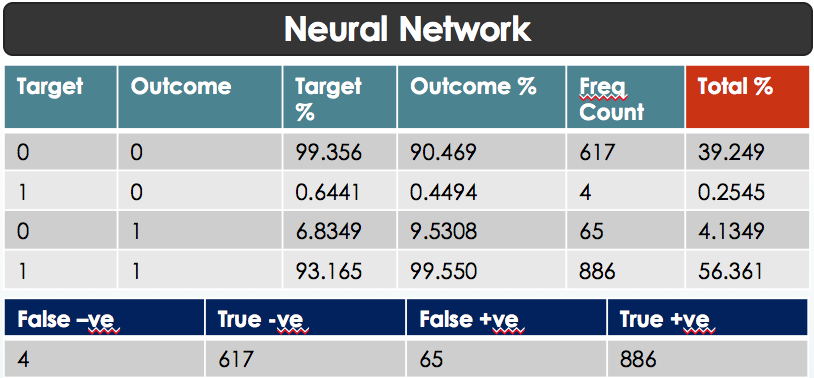 Neural Network
Target Outcome Target % Outcome % Freq Count Total %
0 0 99.356 90.469 617 39.249
1 0 0.6441 0.4494 4 0.2545
0 1 6.8349 9.5308 65 4.1349
1 1 93.165 99.550 886 56.361
False –ve True -ve False +ve True +ve
4 617 65 886